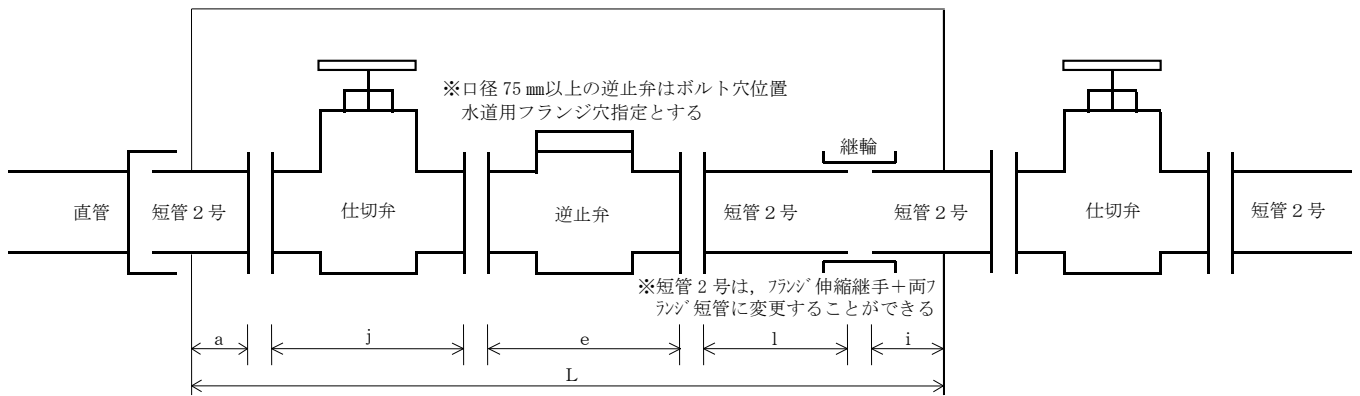 ※口径 75 ㎜以上の逆止弁はボルト穴位置
水道用フランジ穴指定とする
継輪
直管
短管２号
仕切弁
逆止弁
短管２号
短管２号
仕切弁
短管２号
※短管 2 号は，ﾌﾗﾝｼﾞ伸縮継手＋両ﾌ
ﾗﾝｼﾞ短管に変更することができる
a
j
e
l
i
L